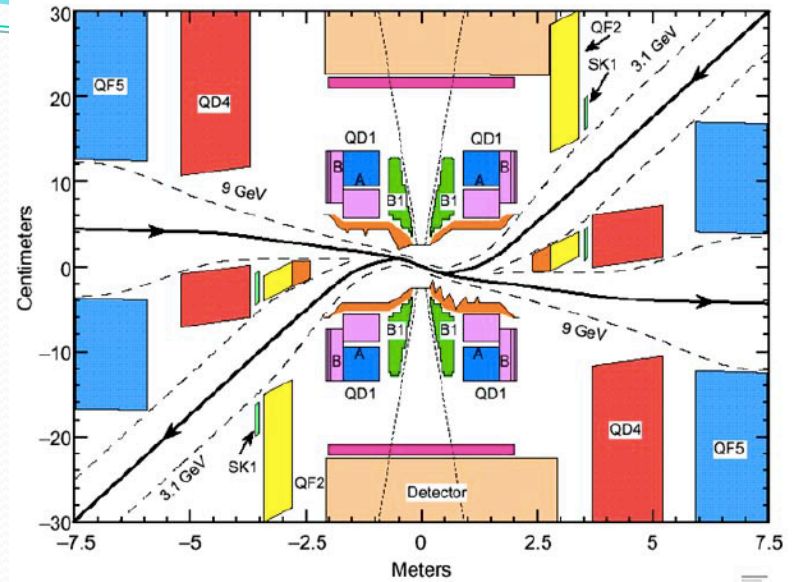 30
20
10
0
−10
−20
−30
Centimeters
QF5
QD4
9 GeV
QD1
QD1
B
A
B1
B1
A
B
QF2
SK1
3.1 GeV
B
A
B1
B1
A
B
QD1
QD1
9 GeV
SK1
3.1 GeV
QF2
Detector
QD4
QF5
−7.5
−5
−2.5
0
2.5
5
7.5
Meters